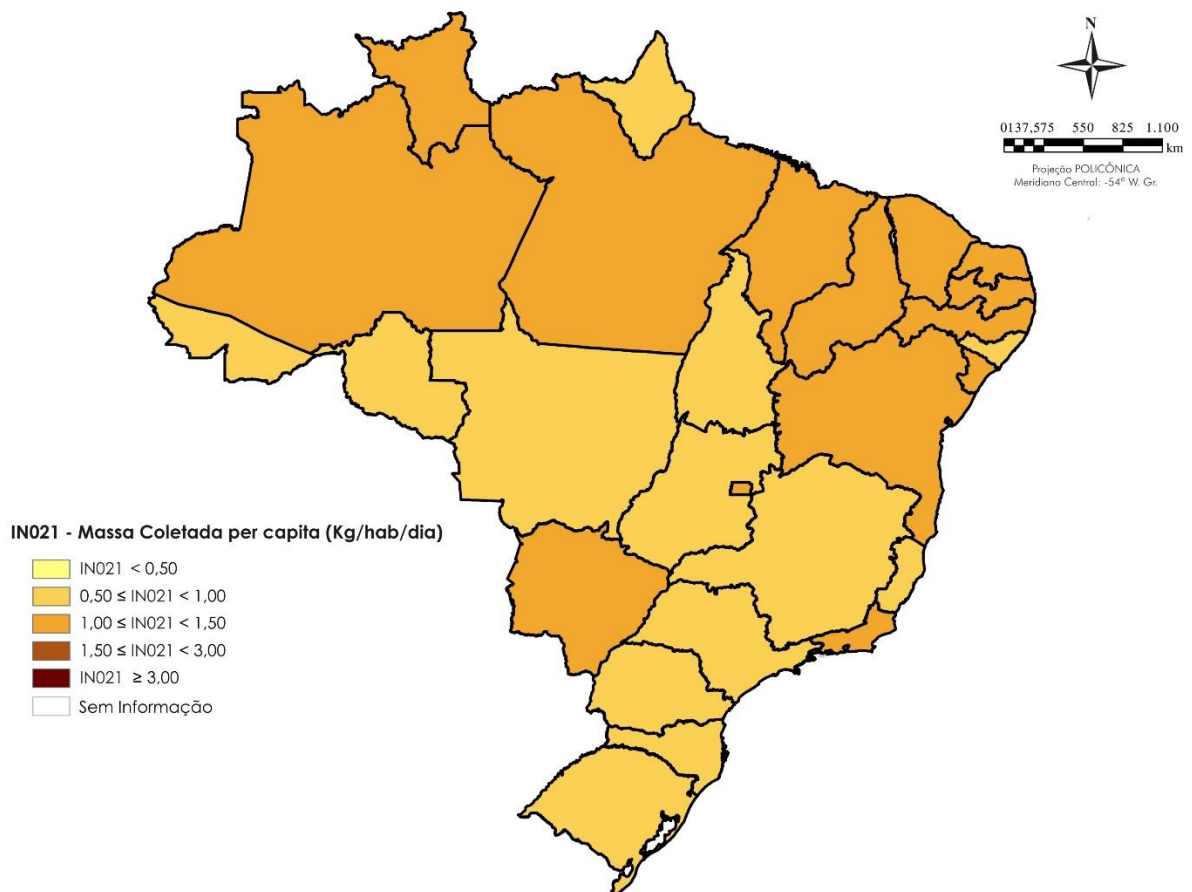 N
0137,575 550 825 1.100
km
Projeção POLICÔNICA
Meridiano Central: -54° W. Gr.
IN021 - Massa Coletada per capita (Kg/hab/dia)
IN021 < 0,50
0,50 ≤ IN021 < 1,00
1,00 ≤ IN021 < 1,50
1,50 ≤ IN021 < 3,00
IN021 ≥ 3,00
Sem Informação